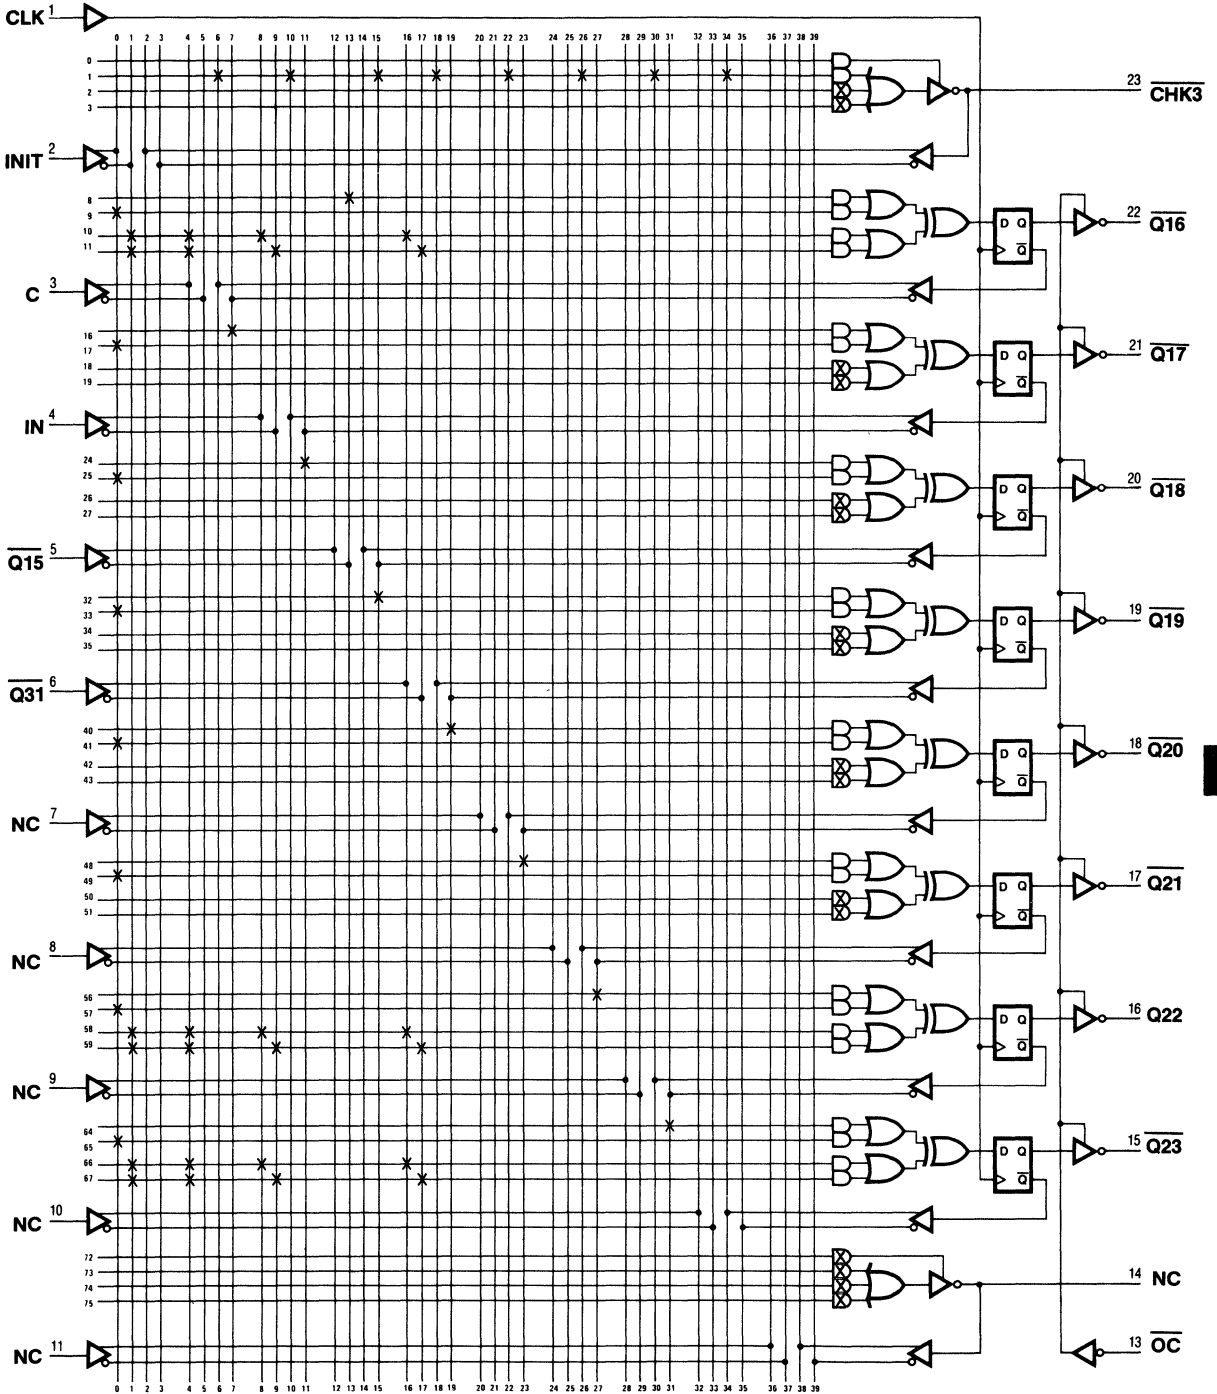 CLK 1
0 1 2 3 4 5 6 7 8 9 10 11 12 13 14 15 16 17 18 19 20 21 22 23 24 25 26 27 28 29 30 31 32 33 34 35 36 37 38 39
0
1
2
3
23 CHK3
INIT 2
8
9
10
11
D Q
Q
22 Q16
C 3
16
17
18
19
D Q
Q
21 Q17
IN 4
24
25
26
27
D Q
Q
20 Q18
Q15 5
32
33
34
35
D Q
Q
19 Q19
Q31 6
40
41
42
43
D Q
Q
18 Q20
NC 7
48
49
50
51
D Q
Q
17 Q21
NC 8
56
57
58
59
D Q
Q
16 Q22
NC 9
64
65
66
67
D Q
Q
15 Q23
NC 10
72
73
74
75
14 NC
NC 11
13 OC
0 1 2 3 4 5 6 7 8 9 10 11 12 13 14 15 16 17 18 19 20 21 22 23 24 25 26 27 28 29 30 31 32 33 34 35 36 37 38 39